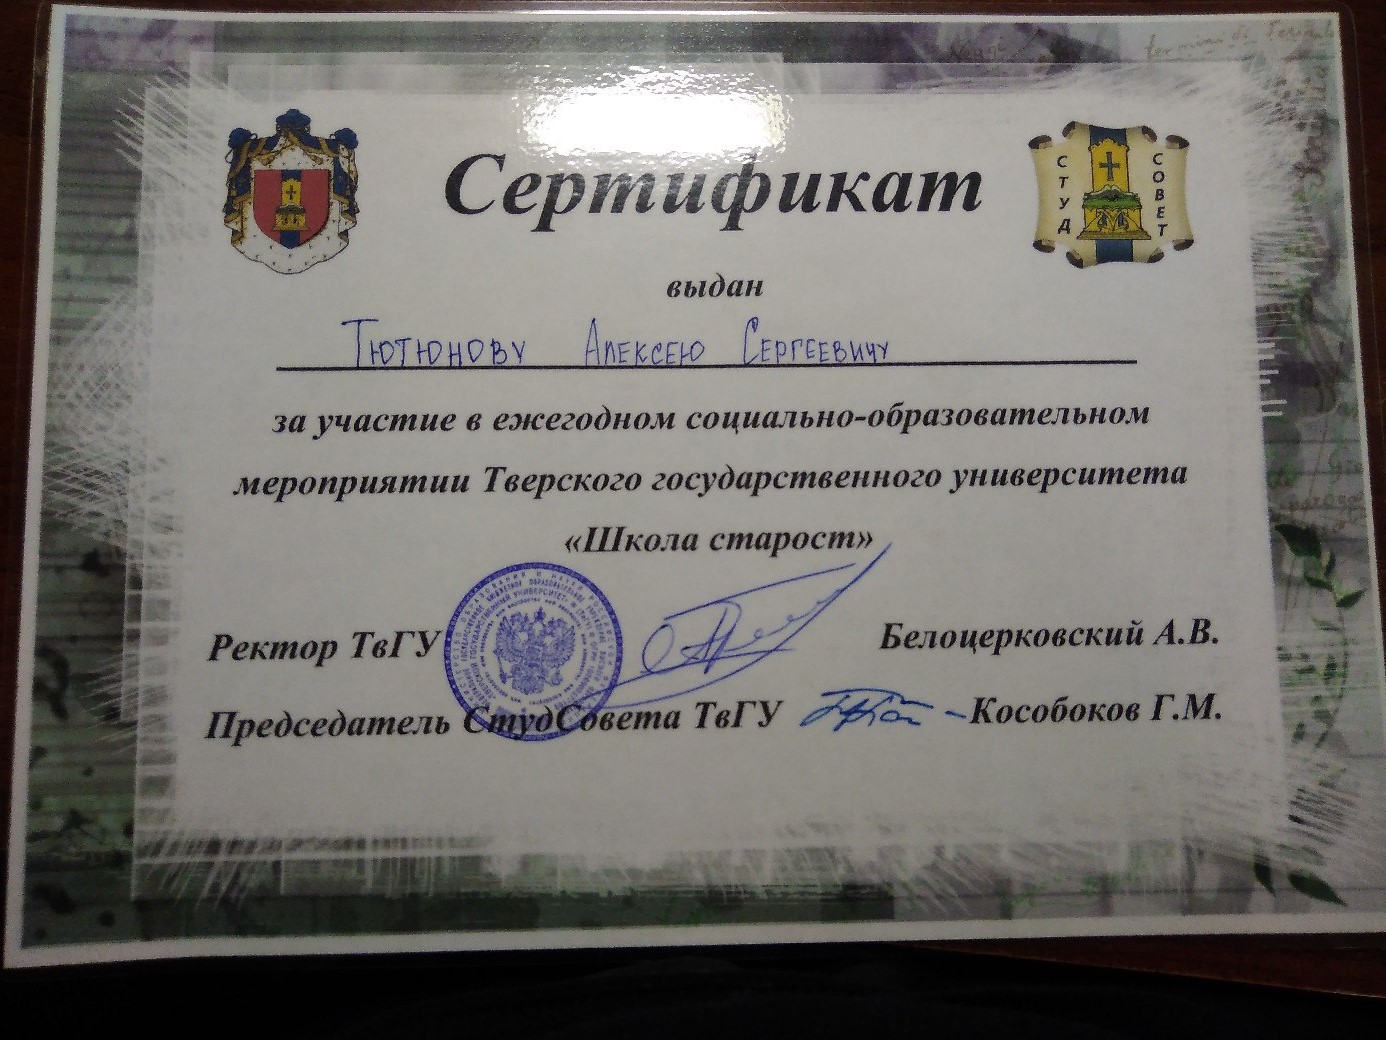 Сертификат
СТУД
СОВЕТ
выдан
Тютюнову Алексею Сергеевичу
за участие в ежегодном социально-образовательном
мероприятии Тверского государственного университета
«Школа старост»
Ректор ТвГУ
Белоцерковский А.В.
Председатель СтудСовета ТвГУ
Кособоков Г.М.